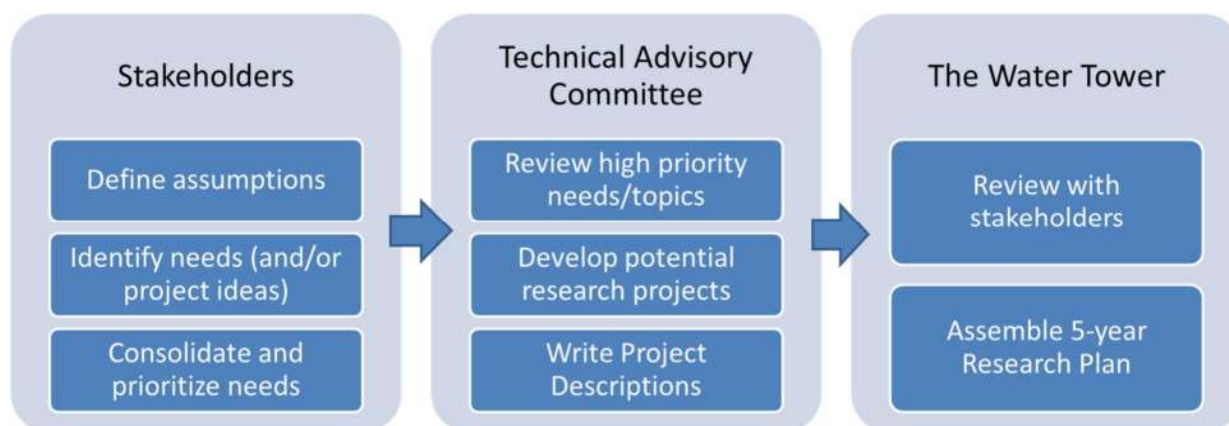 Stakeholders
Define assumptions
Identify needs (and/or
project ideas)
Consolidate and
prioritize needs
Technical Advisory
Committee
Review high priority
needs/topics
Develop potential
research projects
Write Project
Descriptions
The Water Tower
Review with
stakeholders
Assemble 5-year
Research Plan